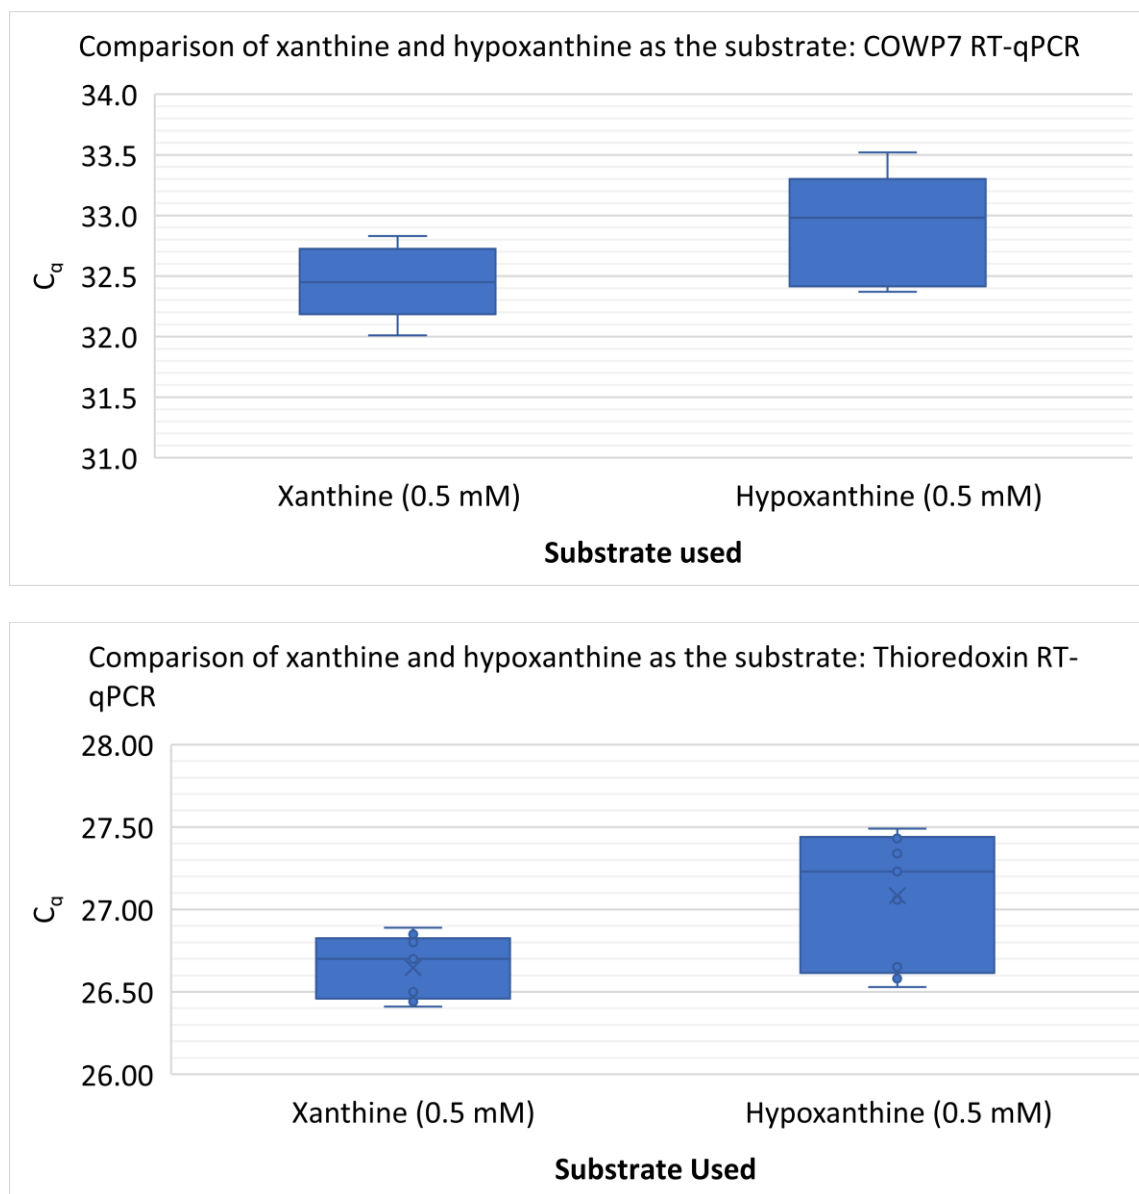 Comparison of xanthine and hypoxanthine as the substrate: COWP7 RT-qPCR
34.0
33.5
33.0
32.5
32.0
31.5
31.0
Cq
Xanthine (0.5 mM) Hypoxanthine (0.5 mM)
Substrate used
Comparison of xanthine and hypoxanthine as the substrate: Thioredoxin RT-
qPCR
28.00
27.50
27.00
26.50
26.00
Cq
Xanthine (0.5 mM) Hypoxanthine (0.5 mM)
Substrate Used